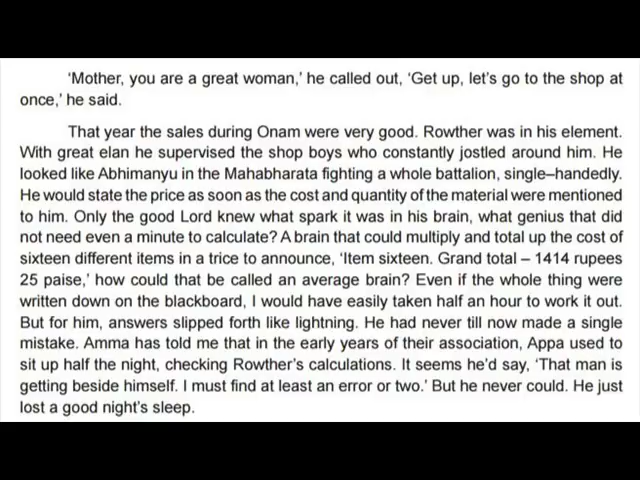 ‘Mother, you are a great woman,’ he called out, ‘Get up, let’s go to the shop at
once,’ he said.
That year the sales during Onam were very good. Rowther was in his element.
With great elan he supervised the shop boys who constantly jostled around him. He
looked like Abhimanyu in the Mahabharata fighting a whole battalion, single–handedly.
He would state the price as soon as the cost and quantity of the material were mentioned
to him. Only the good Lord knew what spark it was in his brain, what genius that did
not need even a minute to calculate? A brain that could multiply and total up the cost of
sixteen different items in a trice to announce, ‘Item sixteen. Grand total – 1414 rupees
25 paise,’ how could that be called an average brain? Even if the whole thing were
written down on the blackboard, I would have easily taken half an hour to work it out.
But for him, answers slipped forth like lightning. He had never till now made a single
mistake. Amma has told me that in the early years of their association, Appa used to
sit up half the night, checking Rowther’s calculations. It seems he’d say, ‘That man is
getting beside himself. I must find at least an error or two.’ But he never could. He just
lost a good night’s sleep.